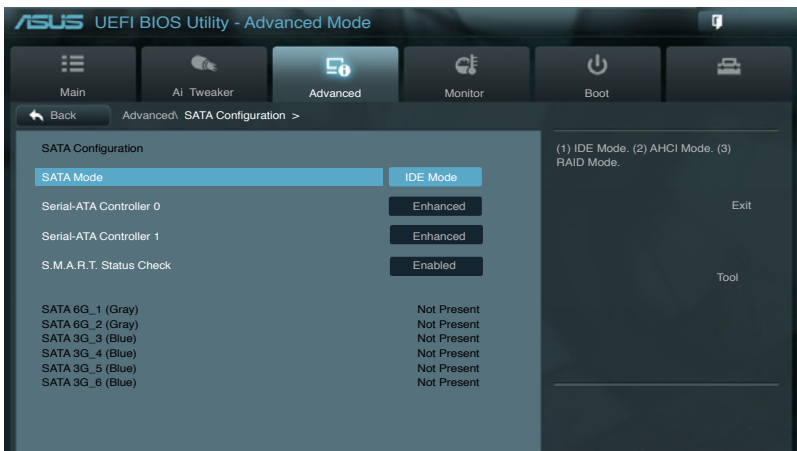 ASUS UEFI BIOS Utility - Advanced Mode
Main Ai Tweaker Advanced Monitor Boot
Back Advanced\ SATA Configuration >
SATA Configuration
SATA Mode IDE Mode
Serial-ATA Controller 0 Enhanced
Serial-ATA Controller 1 Enhanced
S.M.A.R.T. Status Check Enabled
SATA 6G_1 (Gray) Not Present
SATA 6G_2 (Gray) Not Present
SATA 3G_3 (Blue) Not Present
SATA 3G_4 (Blue) Not Present
SATA 3G_5 (Blue) Not Present
SATA 3G_6 (Blue) Not Present
(1) IDE Mode. (2) AHCI Mode. (3)
RAID Mode.
Exit
Tool